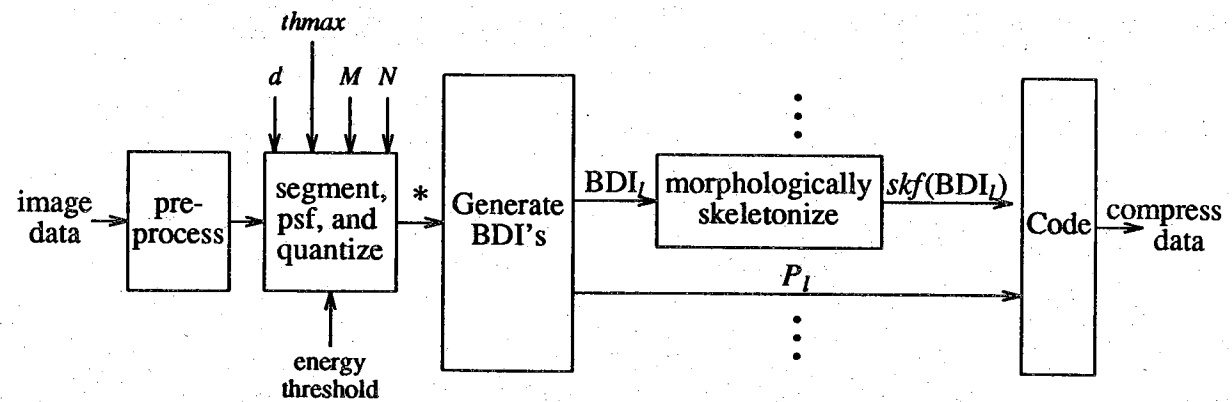 thmax
d M N
image
data
pre-
process
segment,
psf, and
quantize
*
energy
threshold
Generate
BDI's
BDI_l
morphologically
skeletonize
skf(BDI_l)
P_l
Code
compress
data